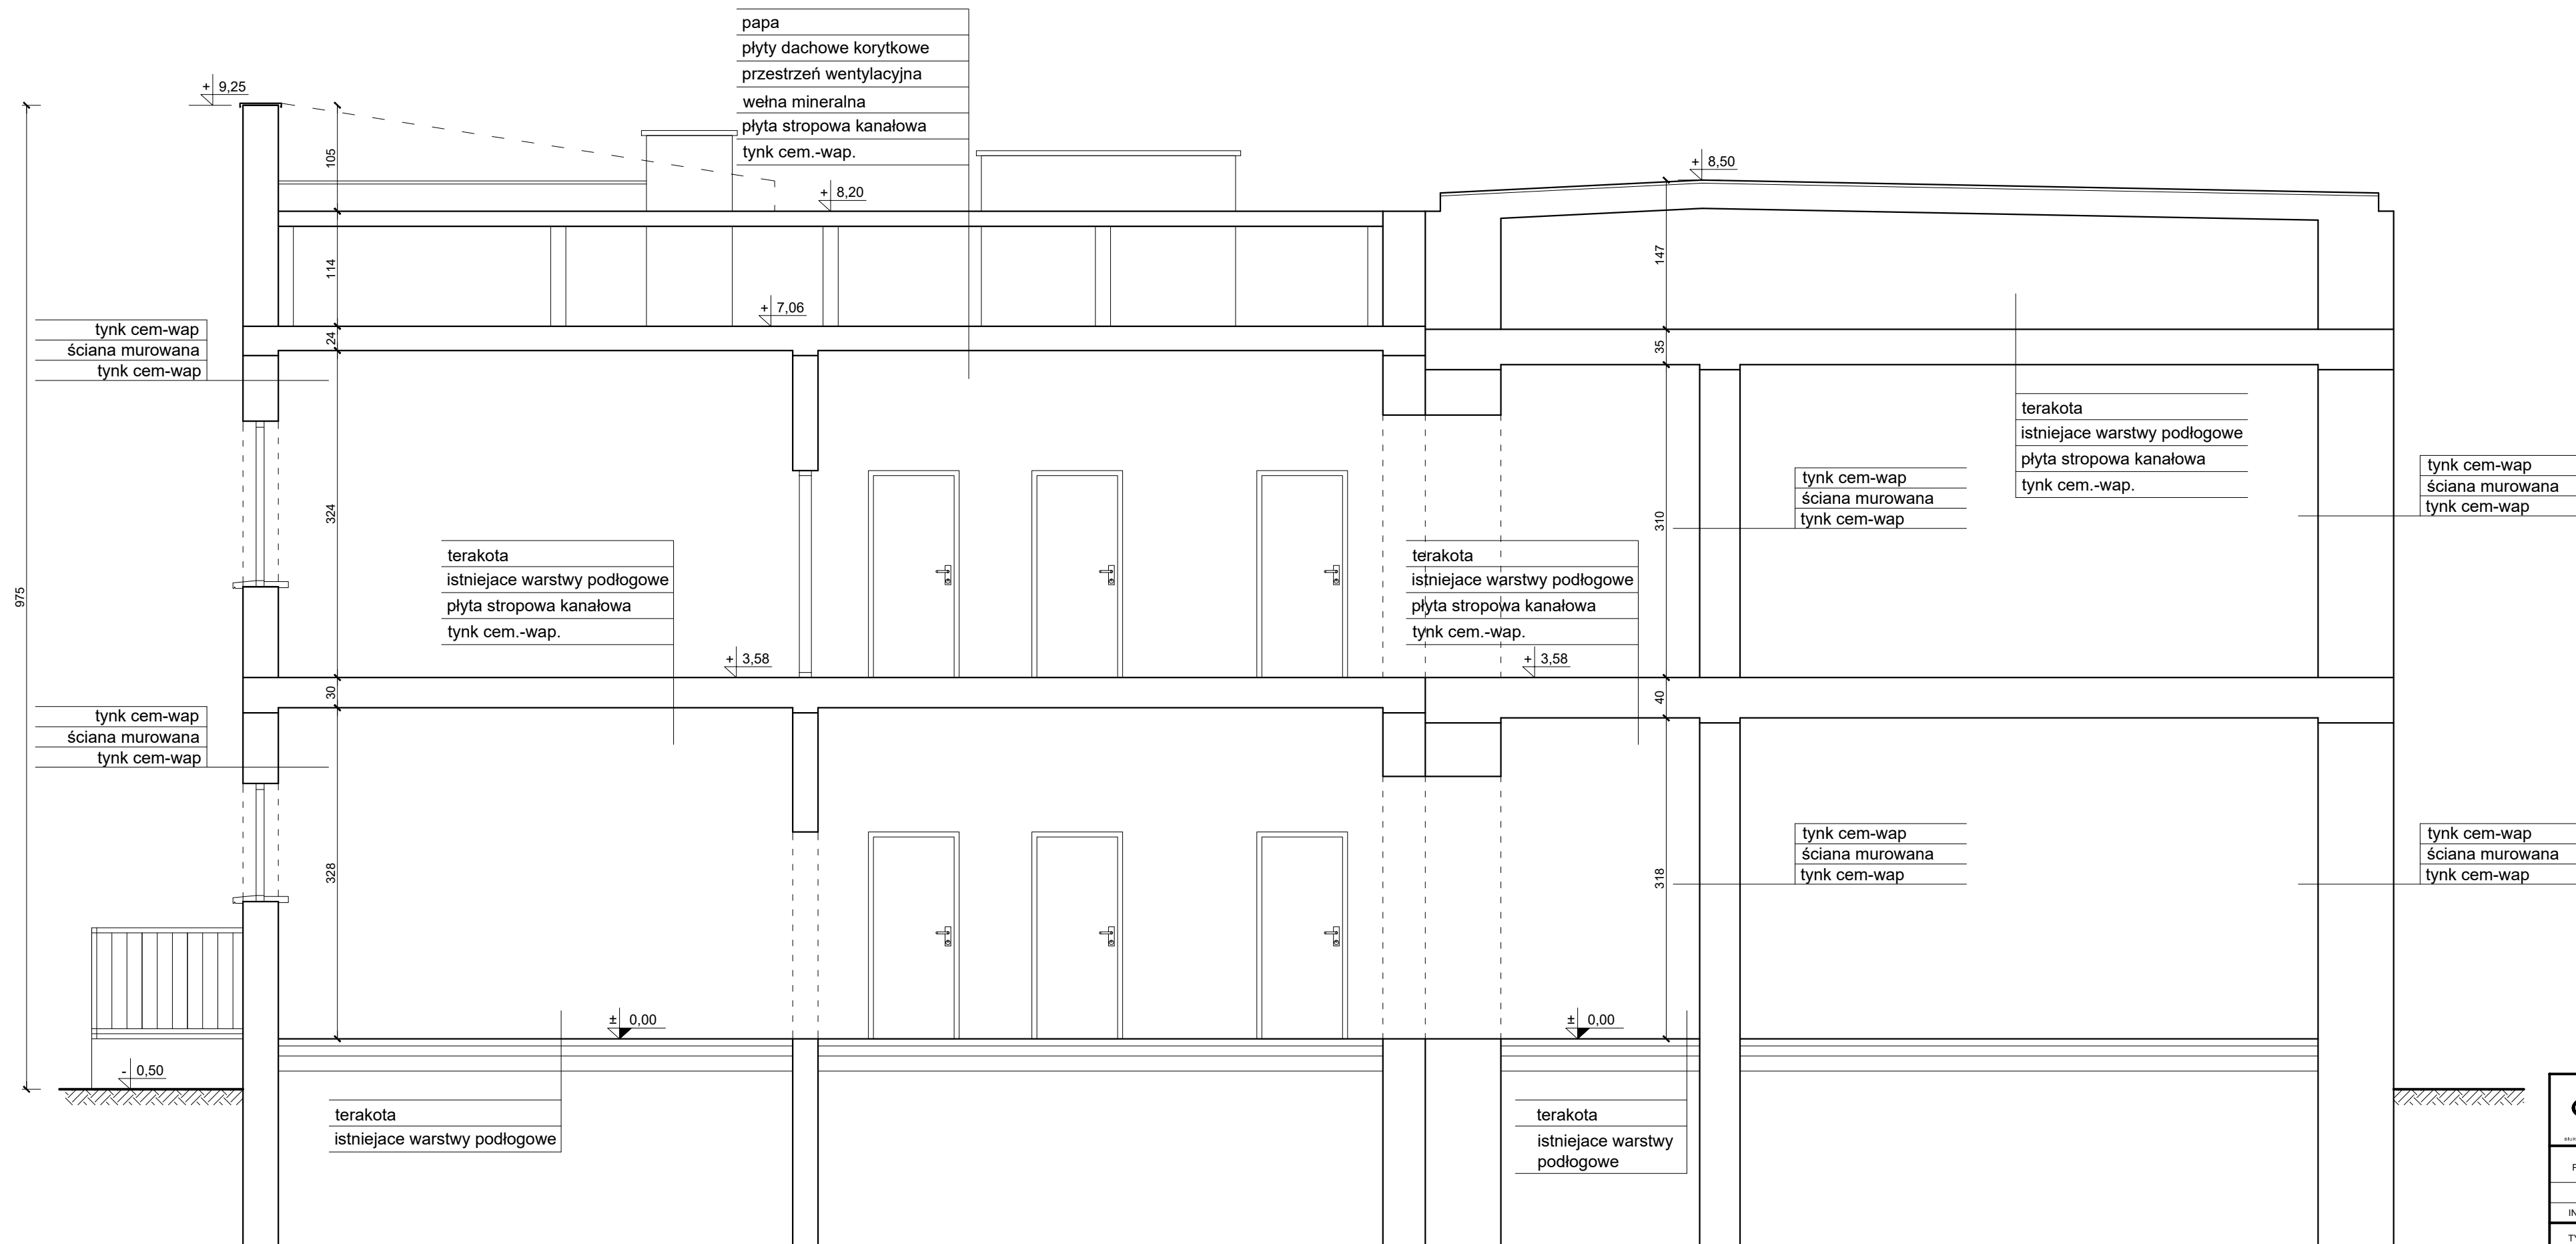 papa
płyty dachowe korytkowe
przestrzeń wentylacyjna
wełna mineralna
płyta stropowa kanałowa
tynk cem.-wap.
+ 9,25
105
+ 8,20
+ 8,50
114
147
+ 7,06
24
35
tynk cem-wap
ściana murowana
tynk cem-wap
terakota
istniejace warstwy podłogowe
płyta stropowa kanałowa
tynk cem.-wap.
tynk cem-wap
ściana murowana
tynk cem-wap
tynk cem-wap
ściana murowana
tynk cem-wap
324
310
975
terakota
istniejace warstwy podłogowe
płyta stropowa kanałowa
tynk cem.-wap.
terakota
istniejace warstwy podłogowe
płyta stropowa kanałowa
tynk cem.-wap.
+ 3,58
+ 3,58
30
40
tynk cem-wap
ściana murowana
tynk cem-wap
328
318
tynk cem-wap
ściana murowana
tynk cem-wap
tynk cem-wap
ściana murowana
tynk cem-wap
± 0,00
± 0,00
- 0,50
terakota
istniejace warstwy podłogowe
terakota
istniejace warstwy
podłogowe